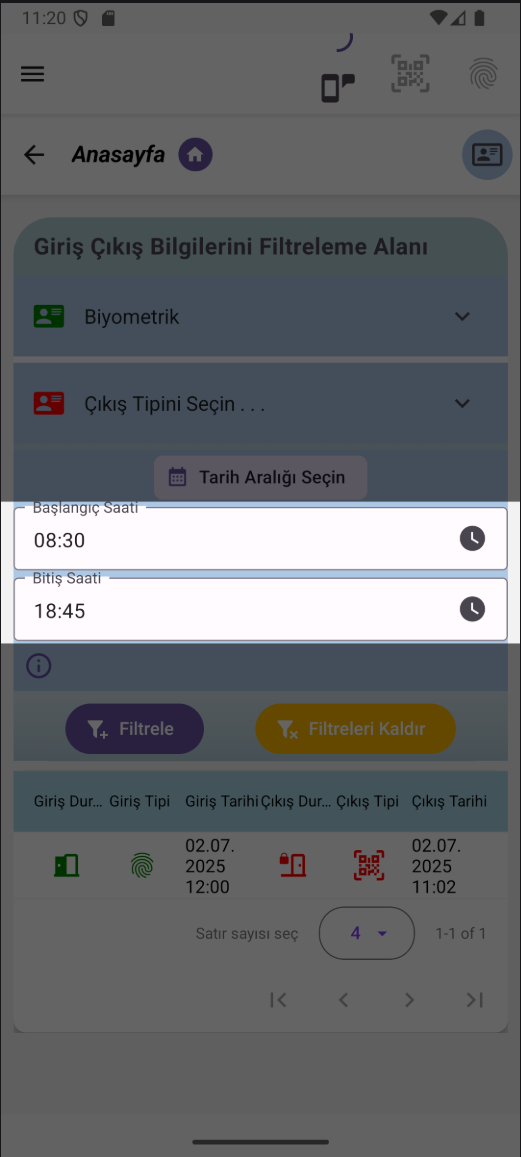 11:20
Anasayfa
Giriş Çıkış Bilgilerini Filtreleme Alanı
Biyometrik
Çıkış Tipini Seçin . . .
Tarih Aralığı Seçin
Başlangıç Saati
08:30
Bitiş Saati
18:45
Filtrele
Filtreleri Kaldır
Giriş Dur... Giriş Tipi Giriş Tarihi Çıkış Dur... Çıkış Tipi Çıkış Tarihi
02.07. 02.07.
2025 2025
12:00 11:02
Satır sayısı seç 4 1-1 of 1